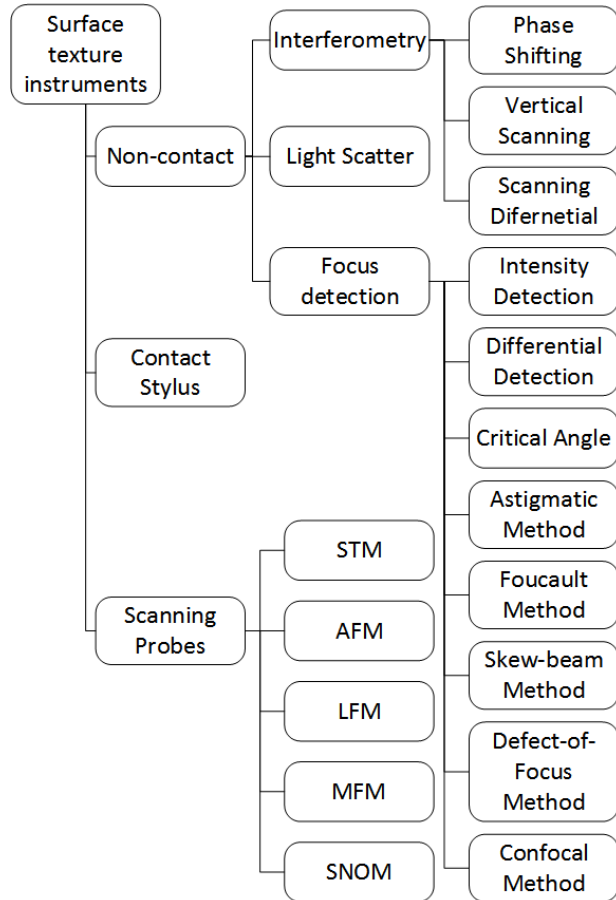 Surface
texture
instruments
Non-contact
Interferometry
Phase
Shifting
Vertical
Scanning
Scanning
Difernetial
Light Scatter
Focus
detection
Intensity
Detection
Differential
Detection
Critical Angle
Astigmatic
Method
Foucault
Method
Skew-beam
Method
Defect-of-
Focus
Method
Confocal
Method
Contact
Stylus
Scanning
Probes
STM
AFM
LFM
MFM
SNOM